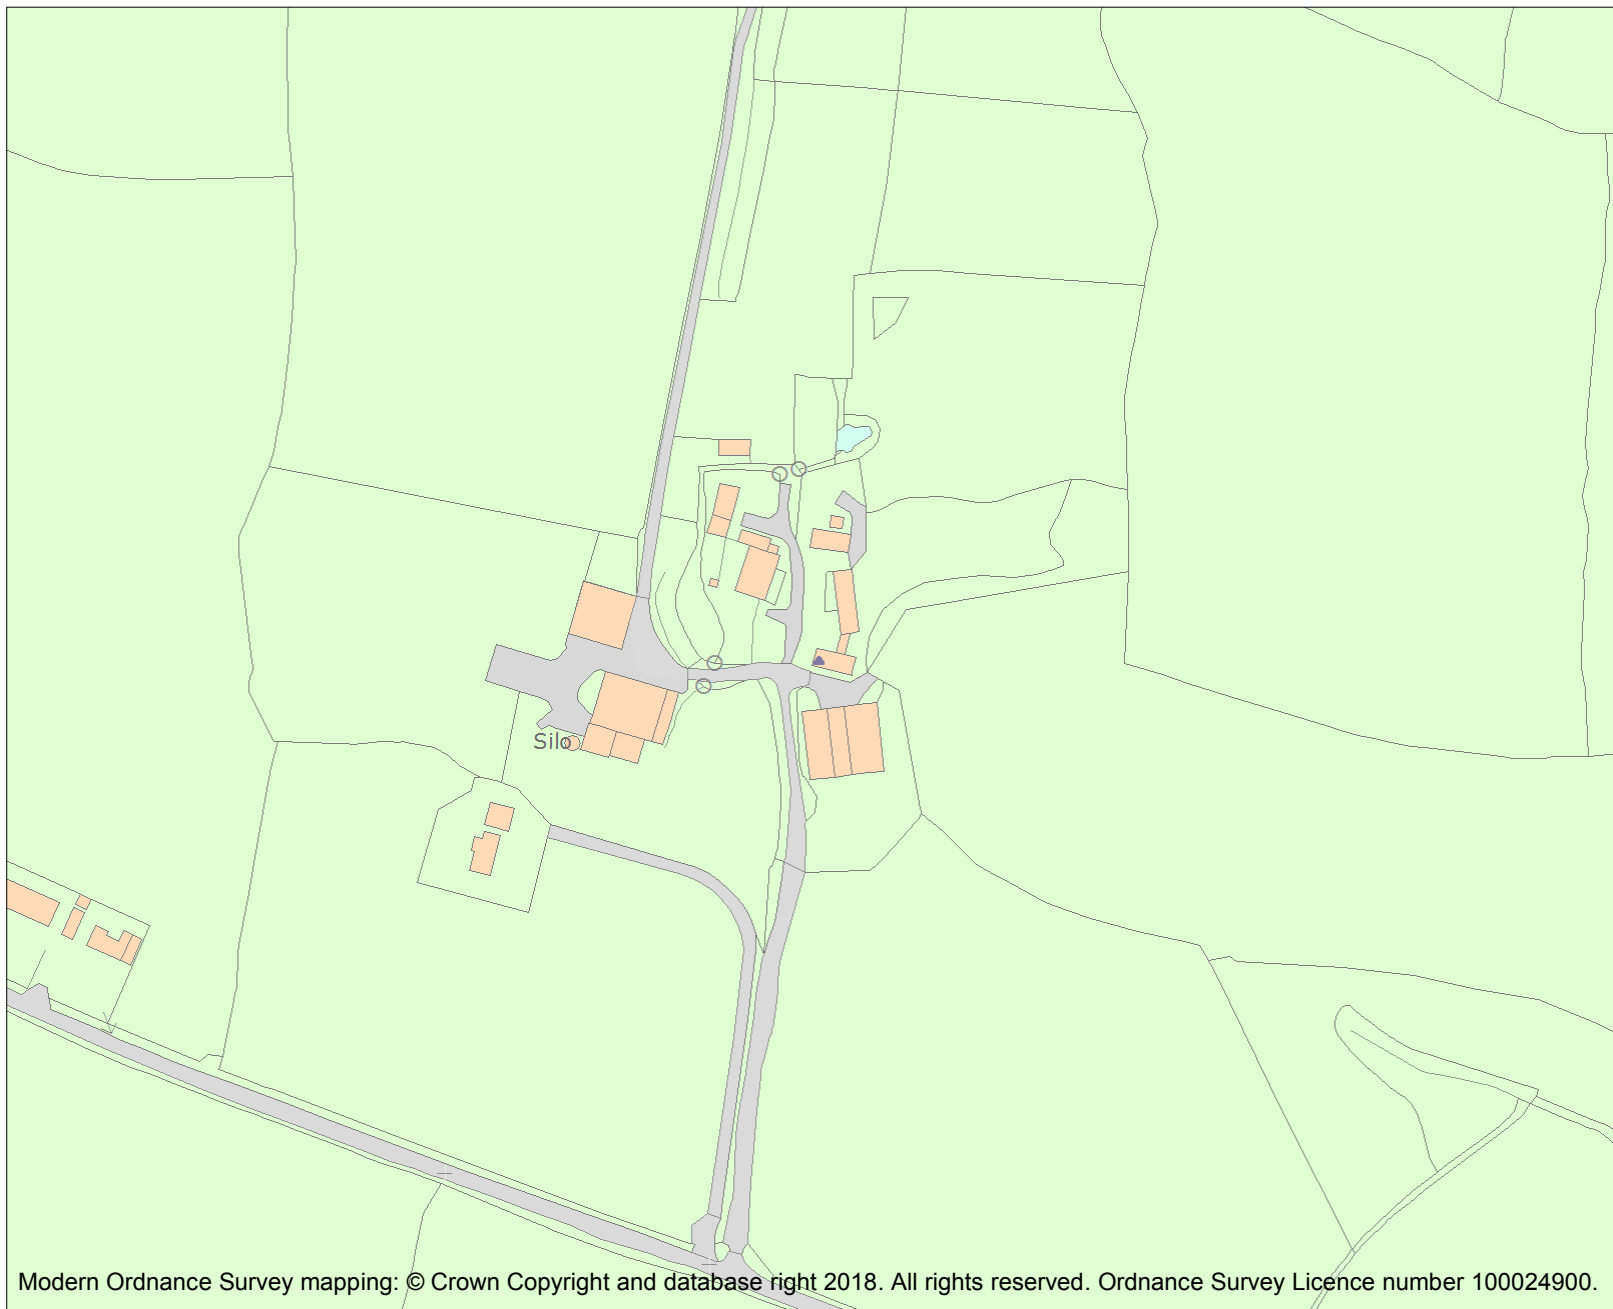 Silo
Modern Ordnance Survey mapping: © Crown Copyright and database right 2018. All rights reserved. Ordnance Survey Licence number 100024900.